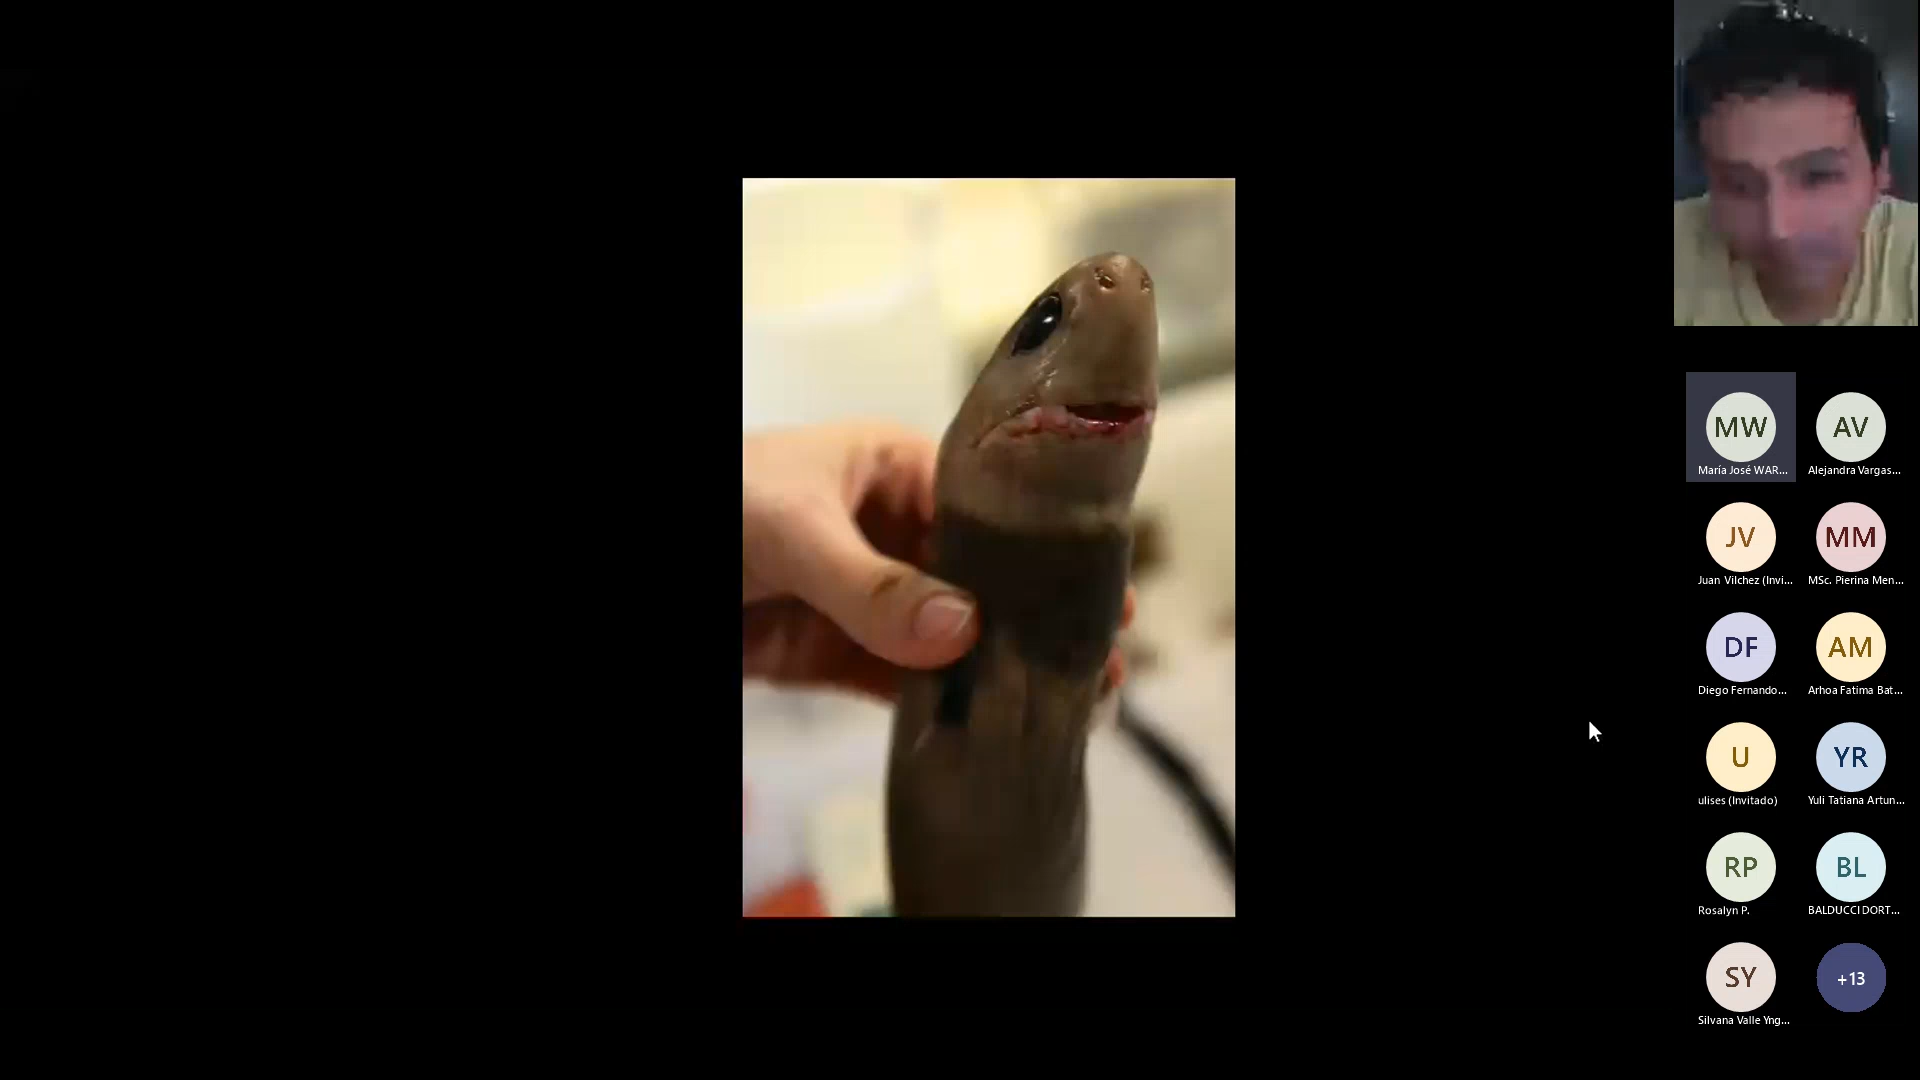 MW
AV
María José WAR...
Alejandra Vargas...
JV
MM
Juan Vilchez (Invi...
MSc. Pierina Men...
DF
AM
Diego Fernando...
Arhoa Fatima Bat...
U
YR
ulises (Invitado)
Yuli Tatiana Artun...
RP
BL
Rosalyn P.
BALDUCCI DORT...
SY
+13
Silvana Valle Yng...